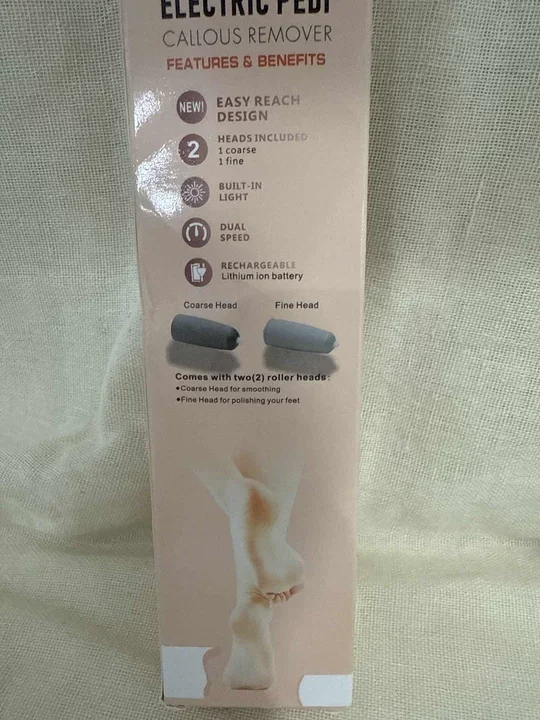 ELECTRIC PEDI
CALLOUS REMOVER
FEATURES & BENEFITS
NEW!
EASY REACH
DESIGN
2
HEADS INCLUDED
1 coarse
1 fine
BUILT-IN
LIGHT
DUAL
SPEED
RECHARGEABLE
Lithium ion battery
Coarse Head
Fine Head
Comes with two(2) roller heads:
•Coarse Head for smoothing
•Fine Head for polishing your feet